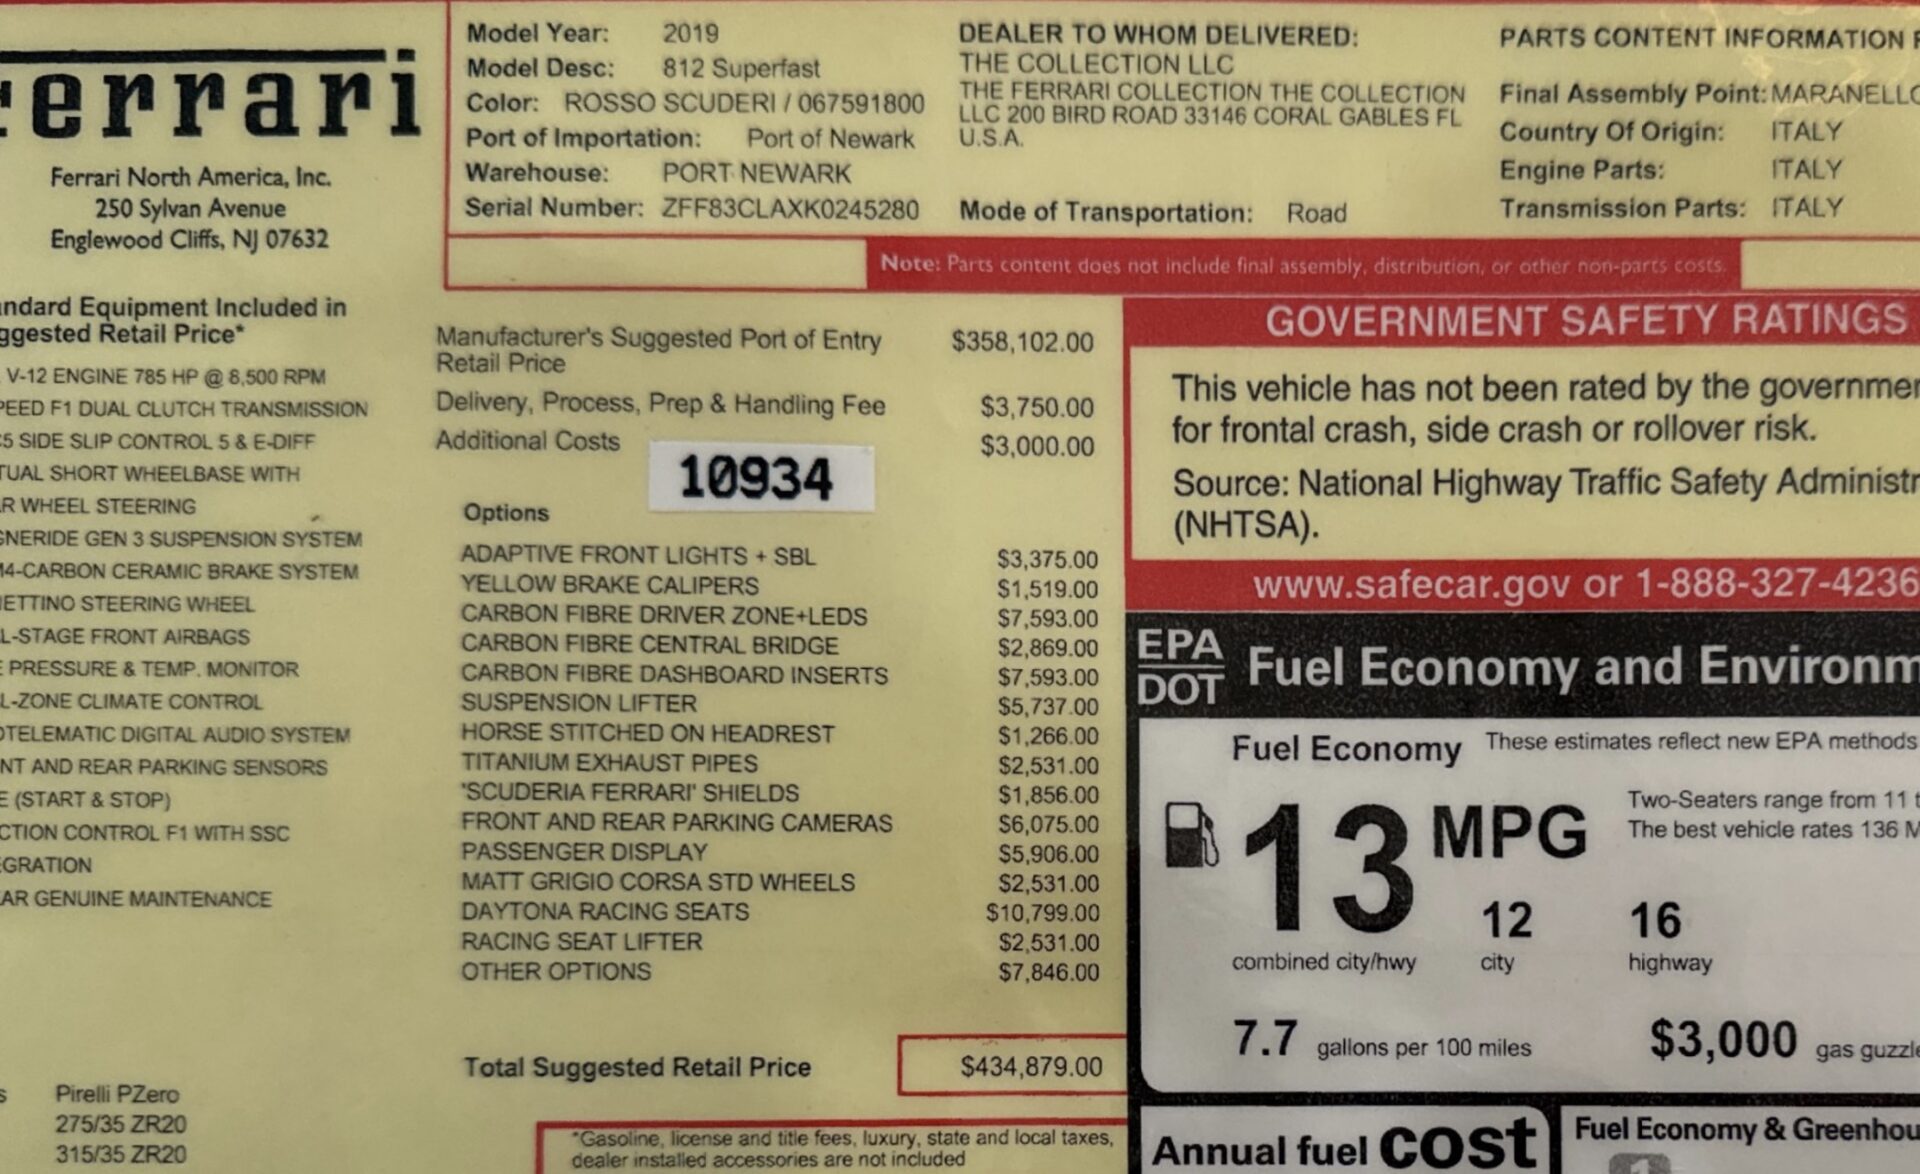 Ferrari
Ferrari North America, Inc.
250 Sylvan Avenue
Englewood Cliffs, NJ 07632
Model Year: 2019
Model Desc: 812 Superfast
Color: ROSSO SCUDERI / 067591800
Port of Importation: Port of Newark
Warehouse: PORT NEWARK
Serial Number: ZFF83CLAXK0245280
DEALER TO WHOM DELIVERED:
THE COLLECTION LLC
THE FERRARI COLLECTION THE COLLECTION
LLC 200 BIRD ROAD 33146 CORAL GABLES FL
U.S.A.
Mode of Transportation: Road
PARTS CONTENT INFORMATION F
Final Assembly Point: MARANELLO
Country Of Origin: ITALY
Engine Parts: ITALY
Transmission Parts: ITALY
Note: Parts content does not include final assembly, distribution, or other non-parts costs.
ndard Equipment Included in
ggested Retail Price*
V-12 ENGINE 785 HP @ 8,500 RPM
PEED F1 DUAL CLUTCH TRANSMISSION
C5 SIDE SLIP CONTROL 5 & E-DIFF
TUAL SHORT WHEELBASE WITH
R WHEEL STEERING
GNERIDE GEN 3 SUSPENSION SYSTEM
M4-CARBON CERAMIC BRAKE SYSTEM
ETTINO STEERING WHEEL
L-STAGE FRONT AIRBAGS
E PRESSURE & TEMP. MONITOR
L-ZONE CLIMATE CONTROL
OTELEMATIC DIGITAL AUDIO SYSTEM
NT AND REAR PARKING SENSORS
E (START & STOP)
CTION CONTROL F1 WITH SSC
EGRATION
AR GENUINE MAINTENANCE
s Pirelli PZero
275/35 ZR20
315/35 ZR20
Manufacturer's Suggested Port of Entry $358,102.00
Retail Price
Delivery, Process, Prep & Handling Fee $3,750.00
Additional Costs $3,000.00
10934
Options
ADAPTIVE FRONT LIGHTS + SBL $3,375.00
YELLOW BRAKE CALIPERS $1,519.00
CARBON FIBRE DRIVER ZONE+LEDS $7,593.00
CARBON FIBRE CENTRAL BRIDGE $2,869.00
CARBON FIBRE DASHBOARD INSERTS $7,593.00
SUSPENSION LIFTER $5,737.00
HORSE STITCHED ON HEADREST $1,266.00
TITANIUM EXHAUST PIPES $2,531.00
'SCUDERIA FERRARI' SHIELDS $1,856.00
FRONT AND REAR PARKING CAMERAS $6,075.00
PASSENGER DISPLAY $5,906.00
MATT GRIGIO CORSA STD WHEELS $2,531.00
DAYTONA RACING SEATS $10,799.00
RACING SEAT LIFTER $2,531.00
OTHER OPTIONS $7,846.00
Total Suggested Retail Price $434,879.00
*Gasoline, license and title fees, luxury, state and local taxes,
dealer installed accessories are not included
GOVERNMENT SAFETY RATINGS
This vehicle has not been rated by the governmen
for frontal crash, side crash or rollover risk.
Source: National Highway Traffic Safety Administr
(NHTSA).
www.safecar.gov or 1-888-327-4236
EPA
DOT
Fuel Economy and Environm
Fuel Economy These estimates reflect new EPA methods
13 MPG
Two-Seaters range from 11 t
The best vehicle rates 136 M
12 16
combined city/hwy city highway
7.7 gallons per 100 miles $3,000 gas guzzle
Annual fuel cost
Fuel Economy & Greenhou
1